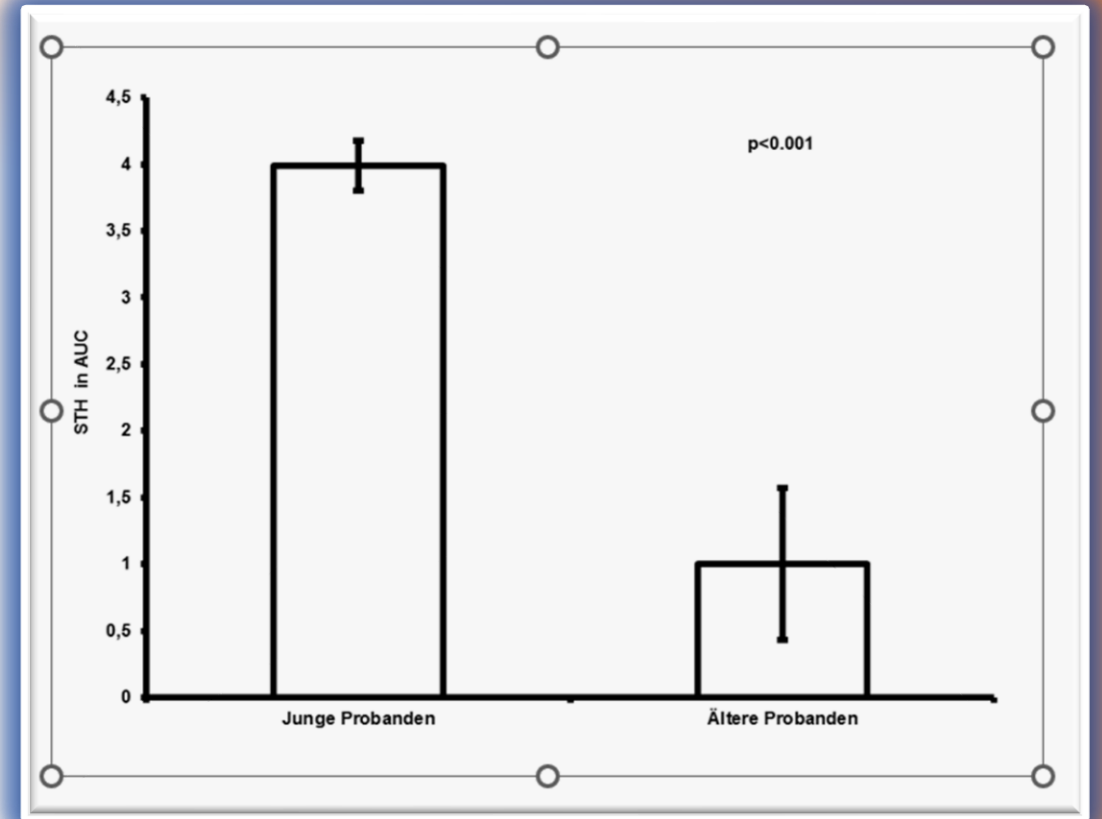 4,5
p<0.001
4
3,5
3
2,5
STH in AUC
2
1,5
1
0,5
0
Junge Probanden
Ältere Probanden